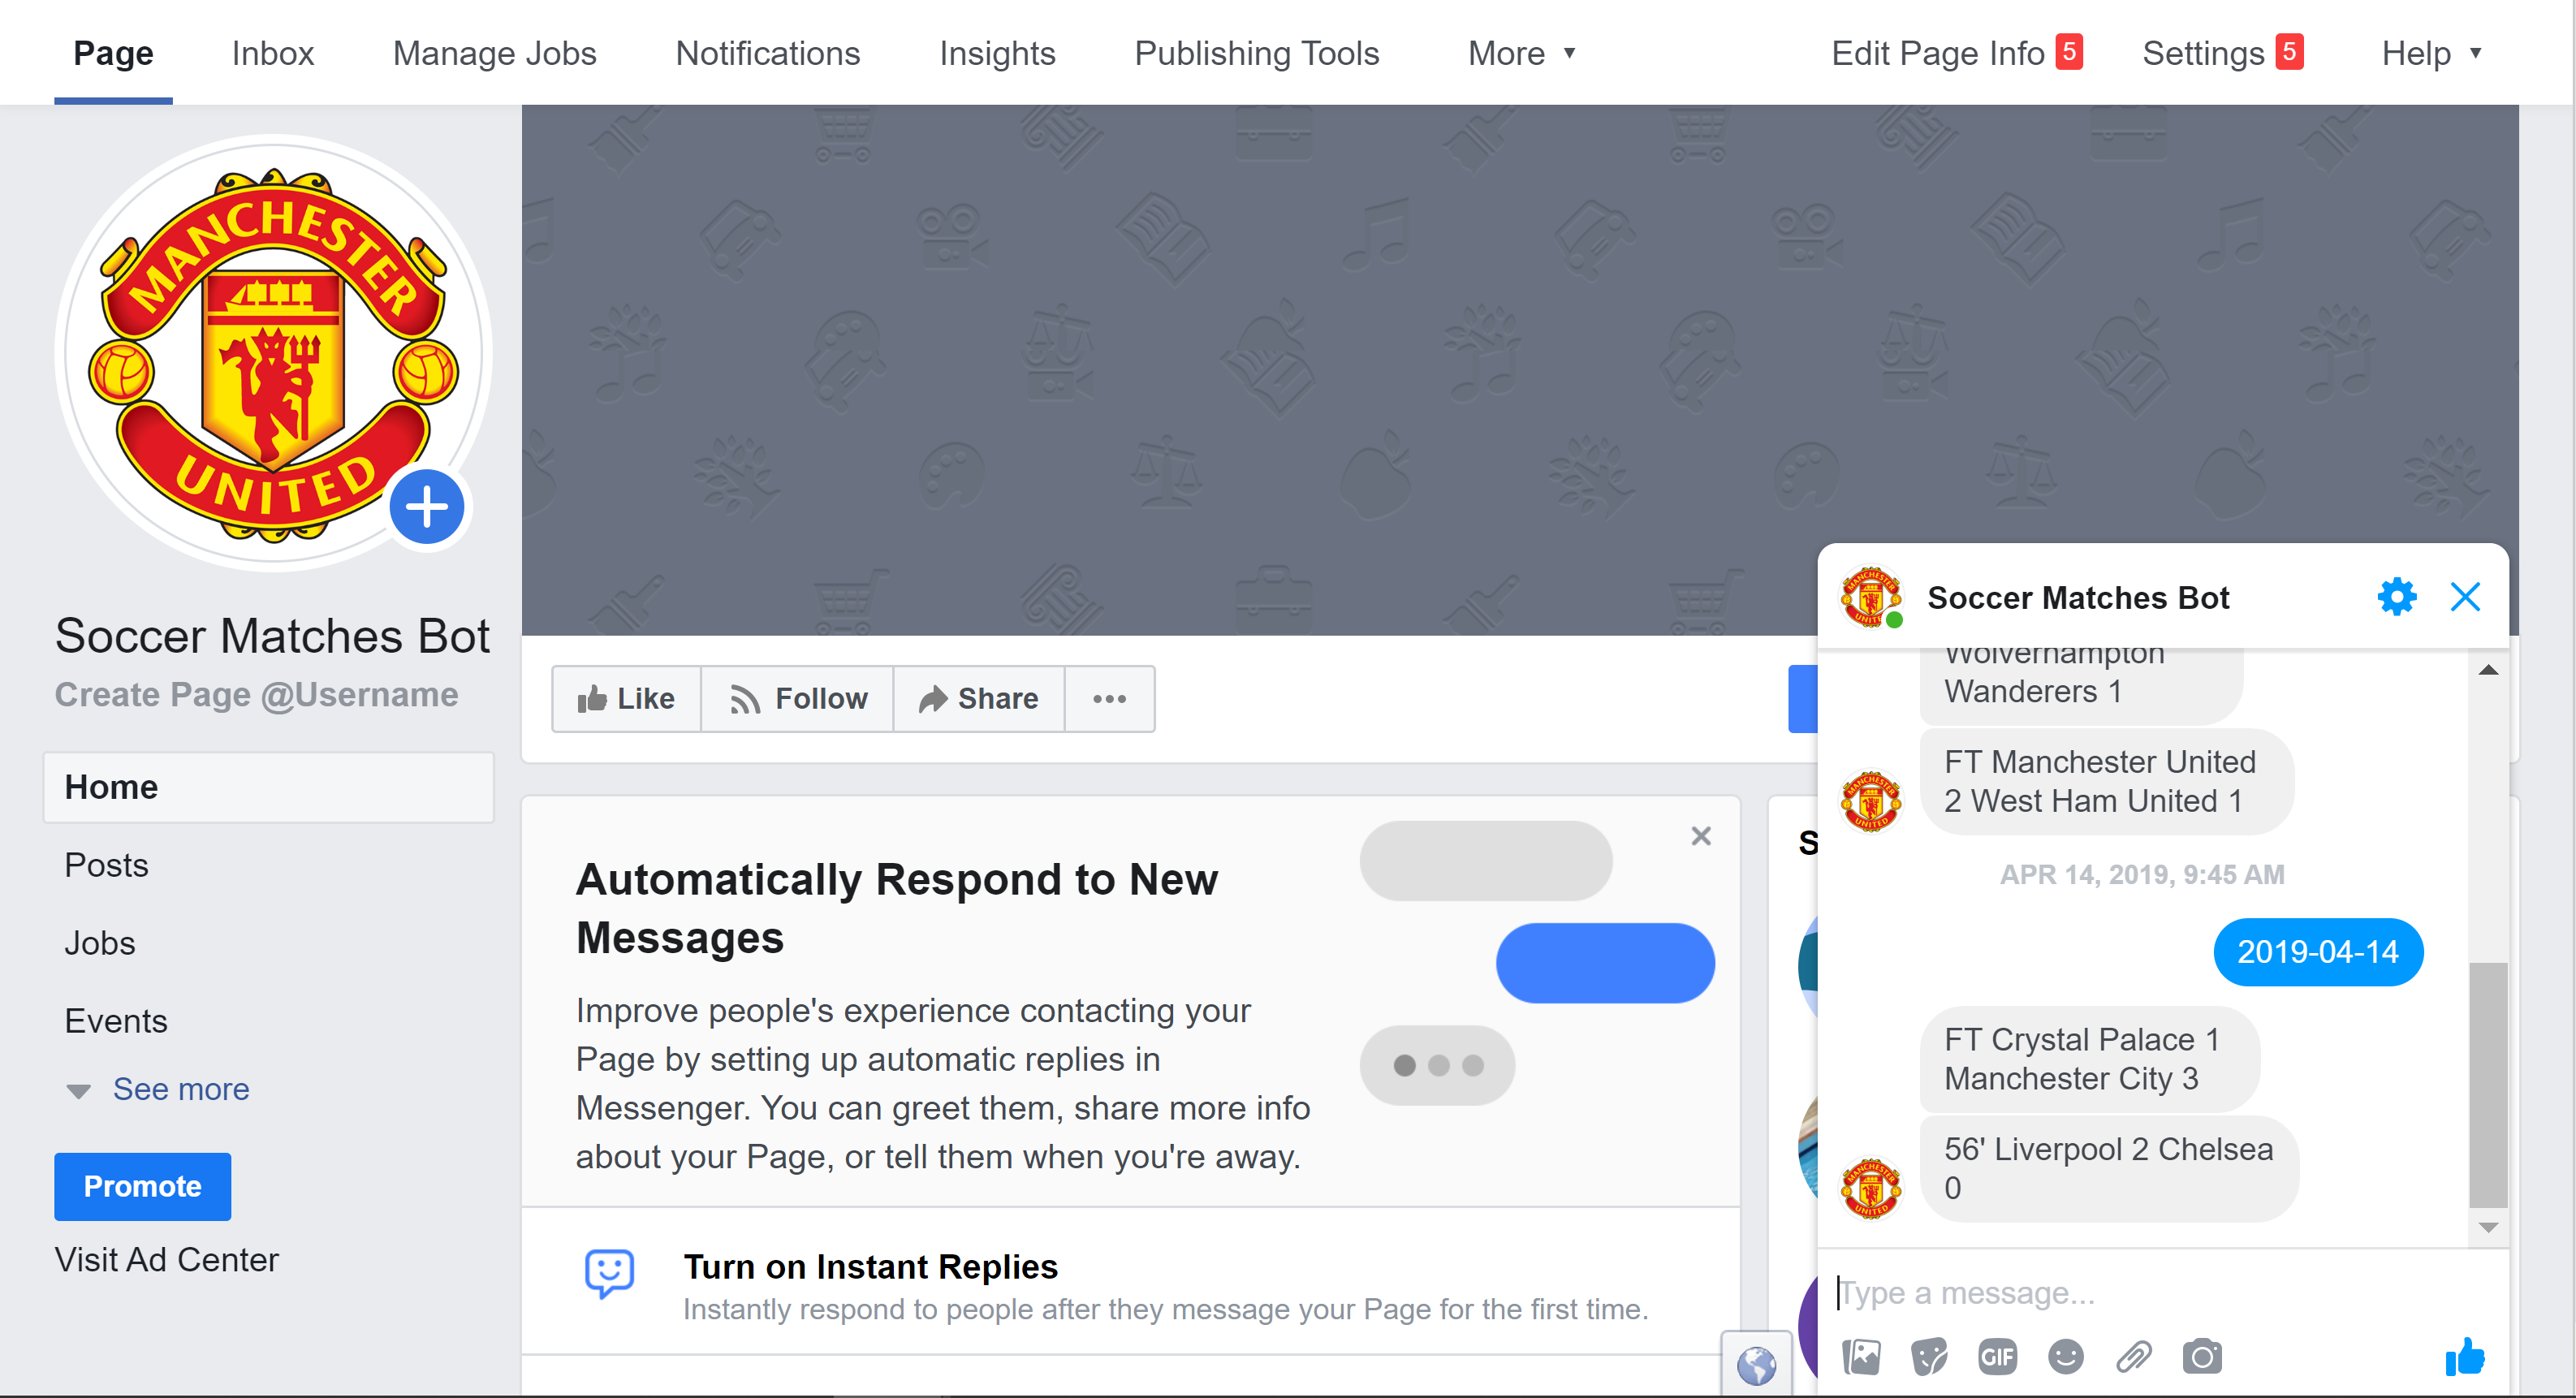 Page Inbox Manage Jobs Notifications Insights Publishing Tools More Edit Page Info 5 Settings 5 Help
MANCHESTER
UNITED
Soccer Matches Bot
Create Page @Username
Home
Posts
Jobs
Events
See more
Promote
Visit Ad Center
Like Follow Share
Automatically Respond to New
Messages
Improve people's experience contacting your
Page by setting up automatic replies in
Messenger. You can greet them, share more info
about your Page, or tell them when you're away.
Turn on Instant Replies
Instantly respond to people after they message your Page for the first time.
S
Soccer Matches Bot
Wolverhampton
Wanderers 1
FT Manchester United
2 West Ham United 1
APR 14, 2019, 9:45 AM
2019-04-14
FT Crystal Palace 1
Manchester City 3
56' Liverpool 2 Chelsea
0
Type a message...
GIF